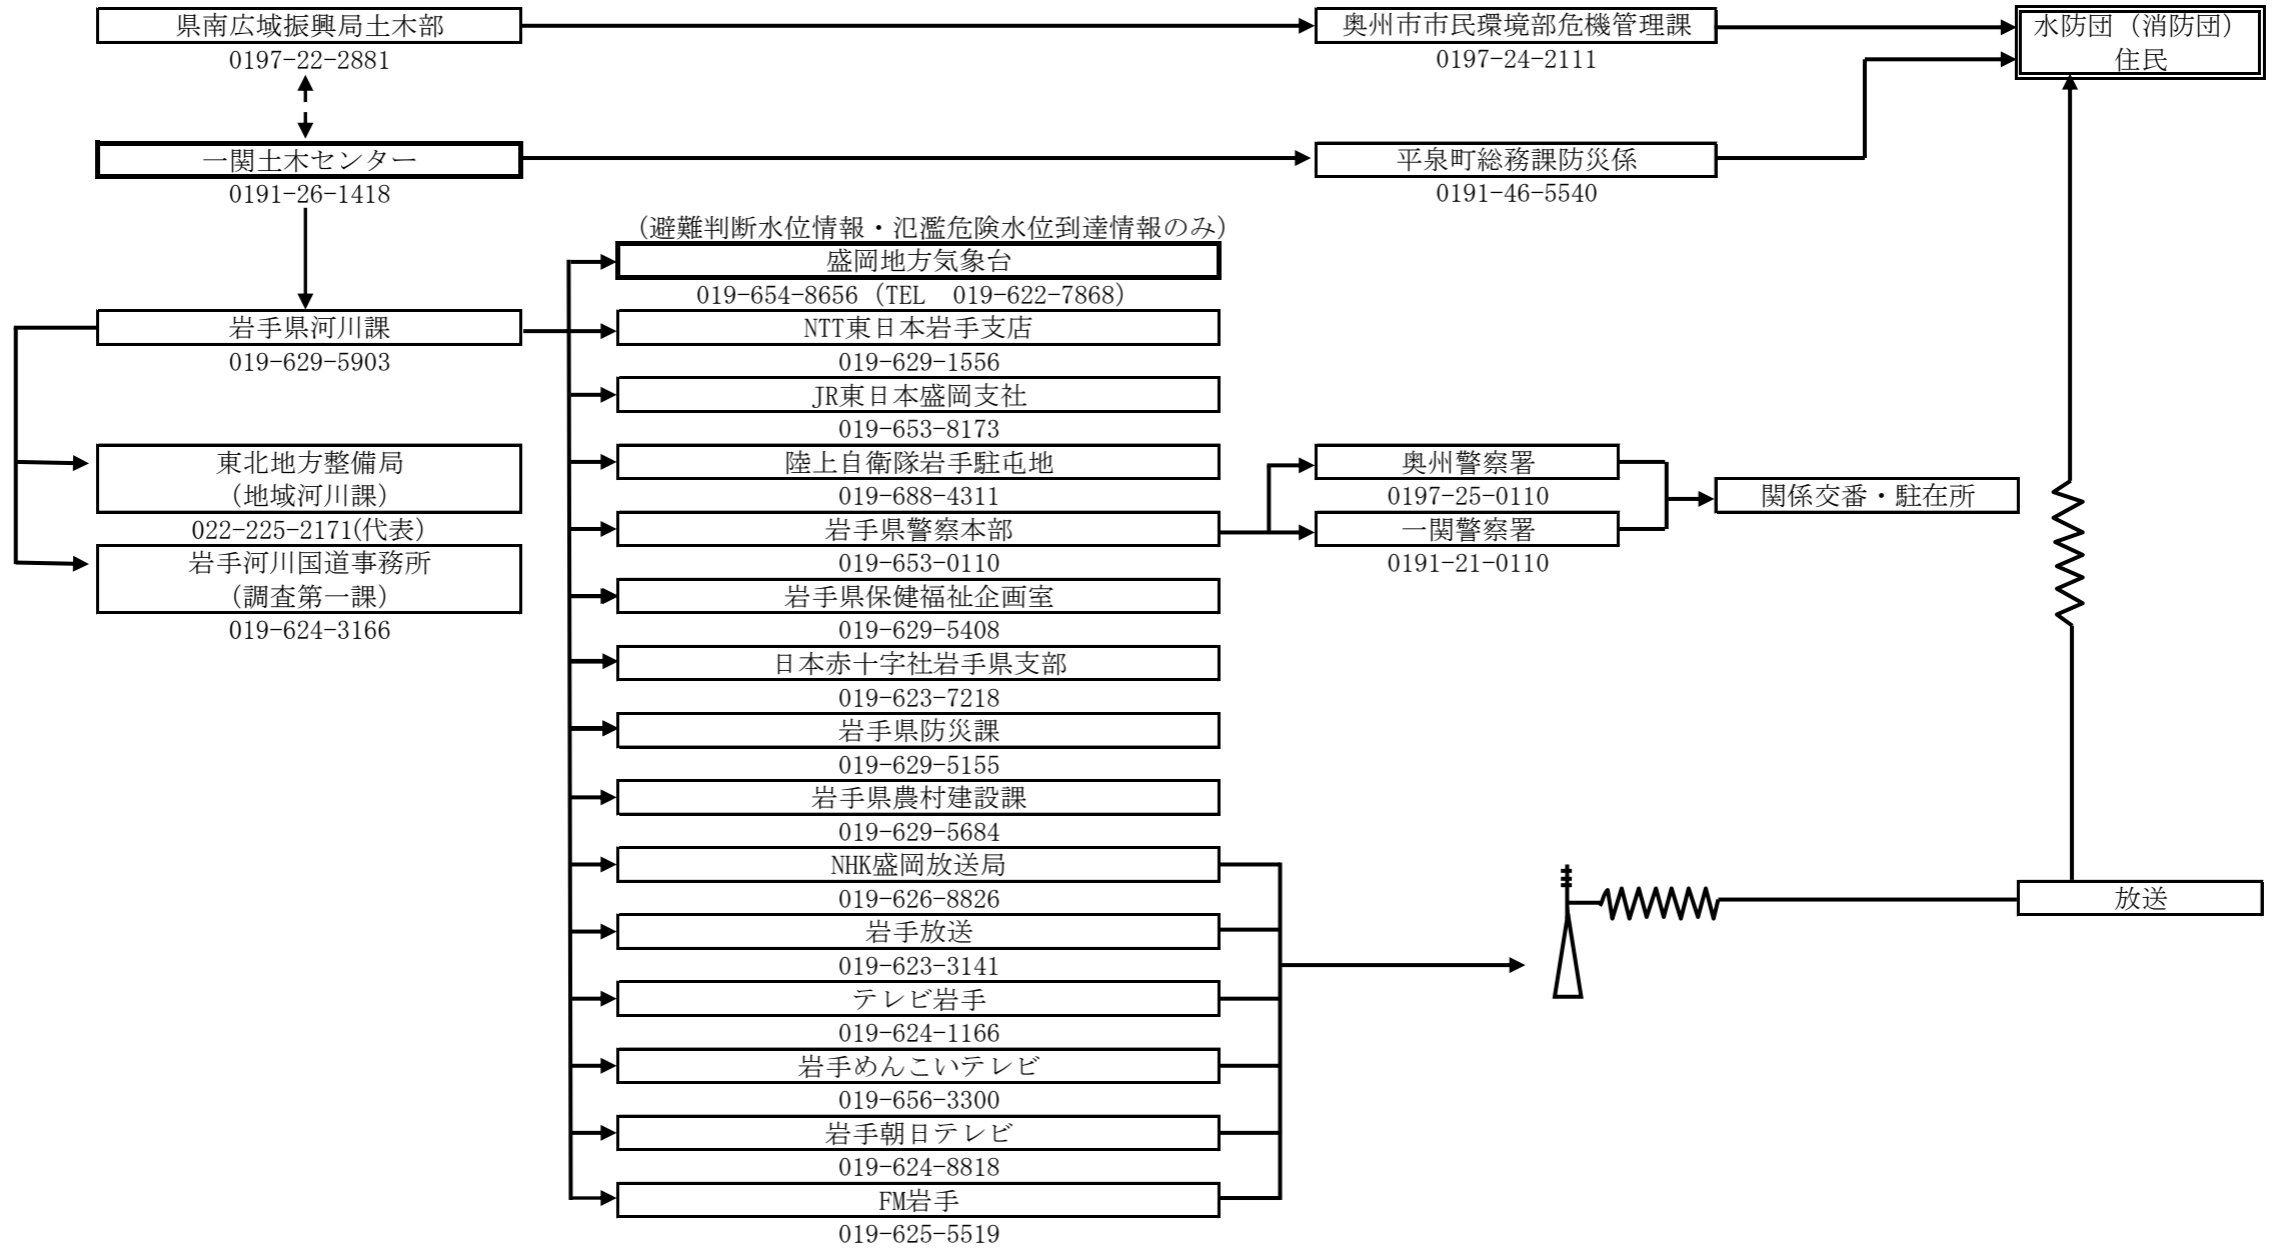 県南広域振興局土木部
0197-22-2881
奥州市市民環境部危機管理課
0197-24-2111
水防団（消防団）
住民
一関土木センター
0191-26-1418
平泉町総務課防災係
0191-46-5540
（避難判断水位情報・氾濫危険水位到達情報のみ）
盛岡地方気象台
019-654-8656（TEL　019-622-7868）
岩手県河川課
019-629-5903
NTT東日本岩手支店
019-629-1556
JR東日本盛岡支社
019-653-8173
東北地方整備局
（地域河川課）
022-225-2171(代表）
岩手河川国道事務所
（調査第一課）
019-624-3166
陸上自衛隊岩手駐屯地
019-688-4311
岩手県警察本部
019-653-0110
奥州警察署
0197-25-0110
一関警察署
0191-21-0110
関係交番・駐在所
岩手県保健福祉企画室
019-629-5408
日本赤十字社岩手県支部
019-623-7218
岩手県防災課
019-629-5155
岩手県農村建設課
019-629-5684
NHK盛岡放送局
019-626-8826
岩手放送
019-623-3141
テレビ岩手
019-624-1166
岩手めんこいテレビ
019-656-3300
岩手朝日テレビ
019-624-8818
FM岩手
019-625-5519
放送